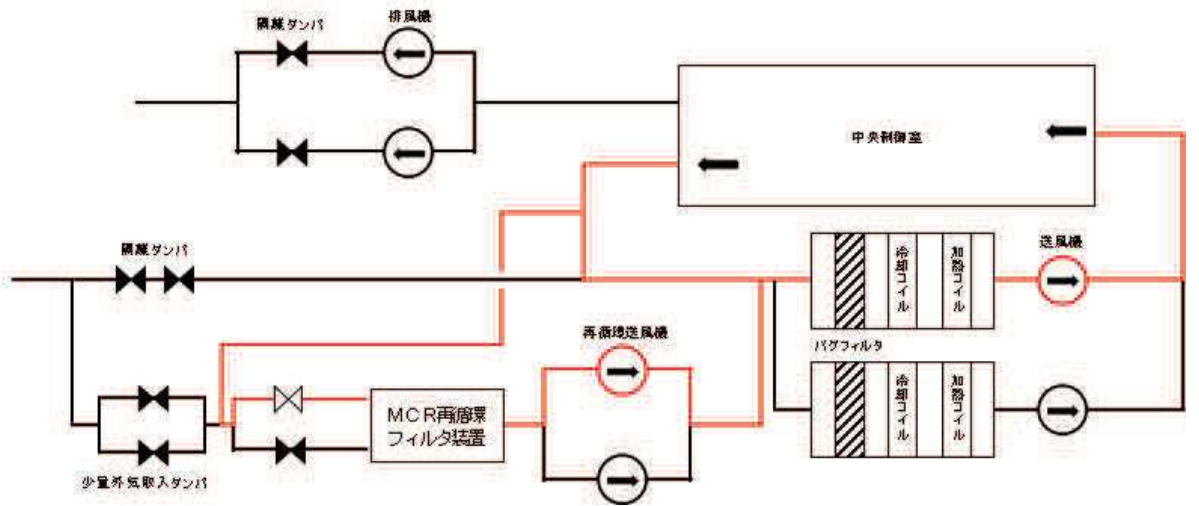 隔離ダンパ
排風機
中央制御室
隔離ダンパ
送風機
冷却コイル
加熱コイル
再循環送風機
バグフィルタ
冷却コイル
加熱コイル
MCR再循環
フィルタ装置
少量外気取入ダンパ